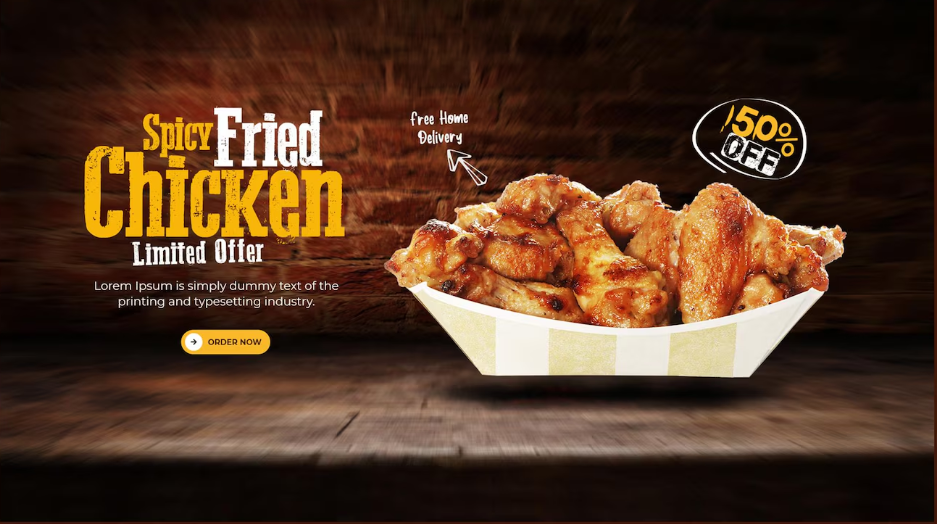 Spicy Fried
Chicken
Limited Offer
Lorem Ipsum is simply dummy text of the
printing and typesetting industry.
ORDER NOW
free Home
Delivery
50%
OFF